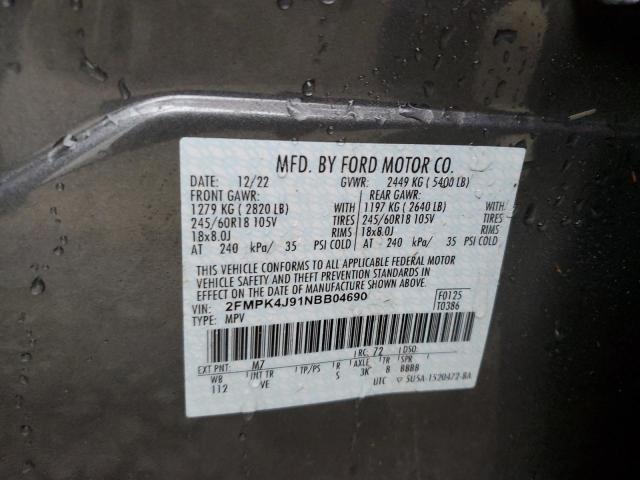 MFD. BY FORD MOTOR CO.
DATE: 12/22 GVWR: 2449 KG ( 5400 LB)
FRONT GAWR: REAR GAWR:
1279 KG ( 2820 LB) WITH 1197 KG ( 2640 LB) WITH
245/60R18 105V TIRES 245/60R18 105V TIRES
18x8.0J RIMS 18x8.0J RIMS
AT 240 kPa/ 35 PSI COLD AT 240 kPa/ 35 PSI COLD
THIS VEHICLE CONFORMS TO ALL APPLICABLE FEDERAL MOTOR
VEHICLE SAFETY AND THEFT PREVENTION STANDARDS IN
EFFECT ON THE DATE OF MANUFACTURE SHOWN ABOVE.
VIN: 2FMPK4J91NBB04690 F0125
TYPE: MPV T0386
EXT PNT: M7 RC: 72 DSO:
WB INT TR TP/PS R AXLE TR SPR
112 VE 5 3K 8 BBBB
UTC ▽ 5U5A-1520472-BA